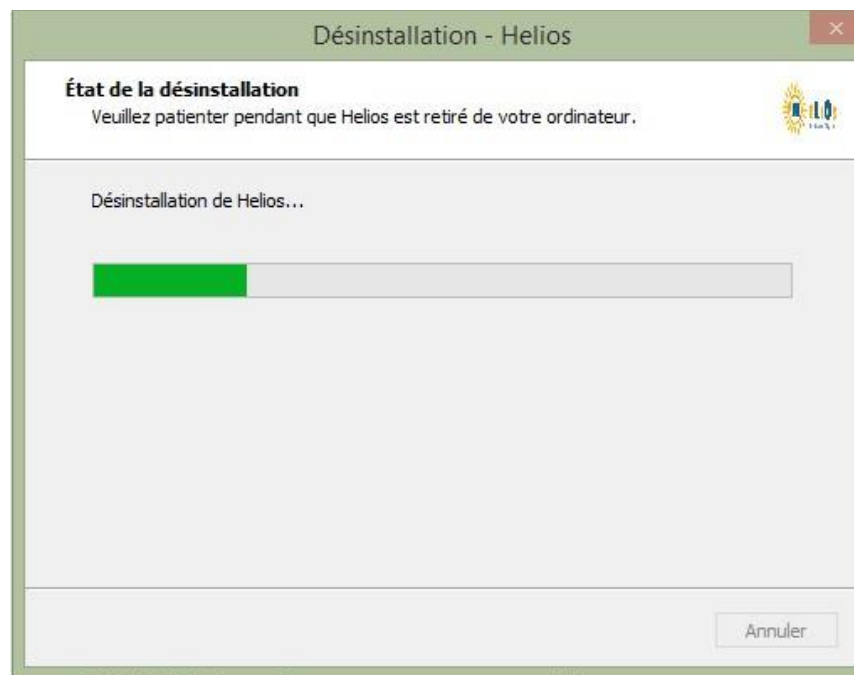 Désinstallation - Helios
État de la désinstallation
Veuillez patienter pendant que Helios est retiré de votre ordinateur.
Désinstallation de Helios...
Annuler